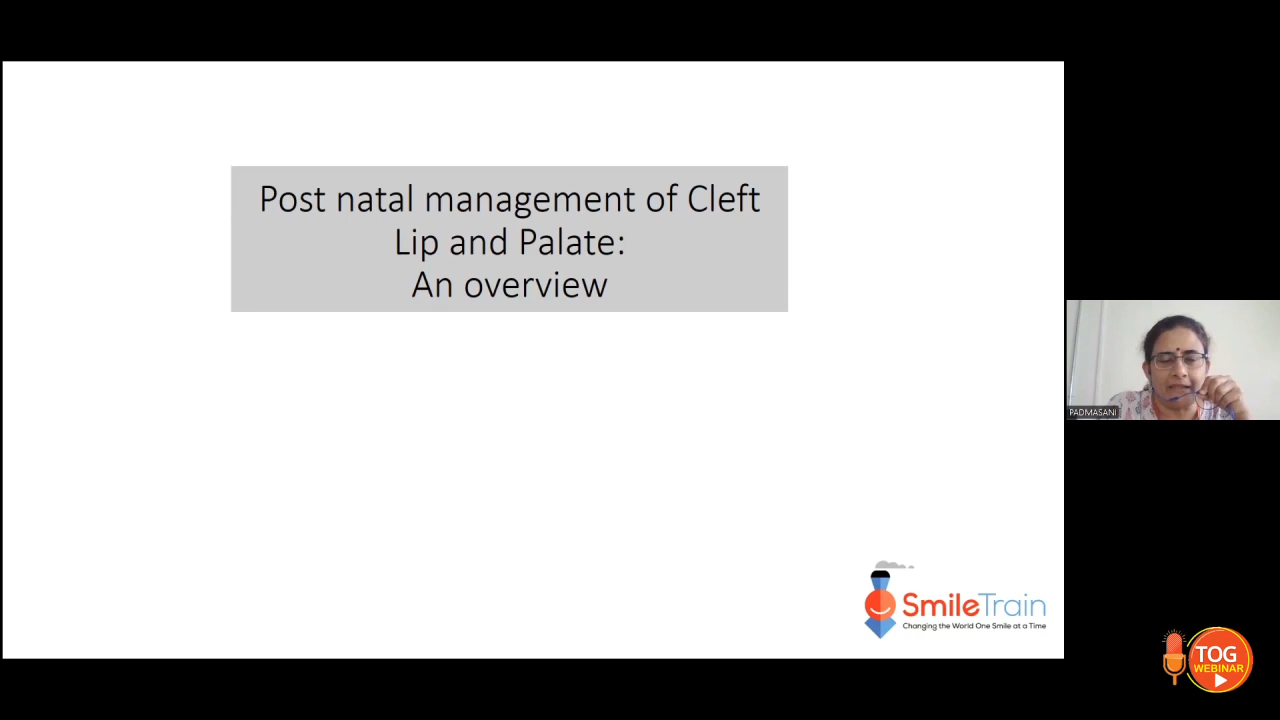 Post natal management of Cleft
Lip and Palate:
An overview
PADMASANI
SmileTrain
Changing the World One Smile at a Time
TOG
WEBINAR